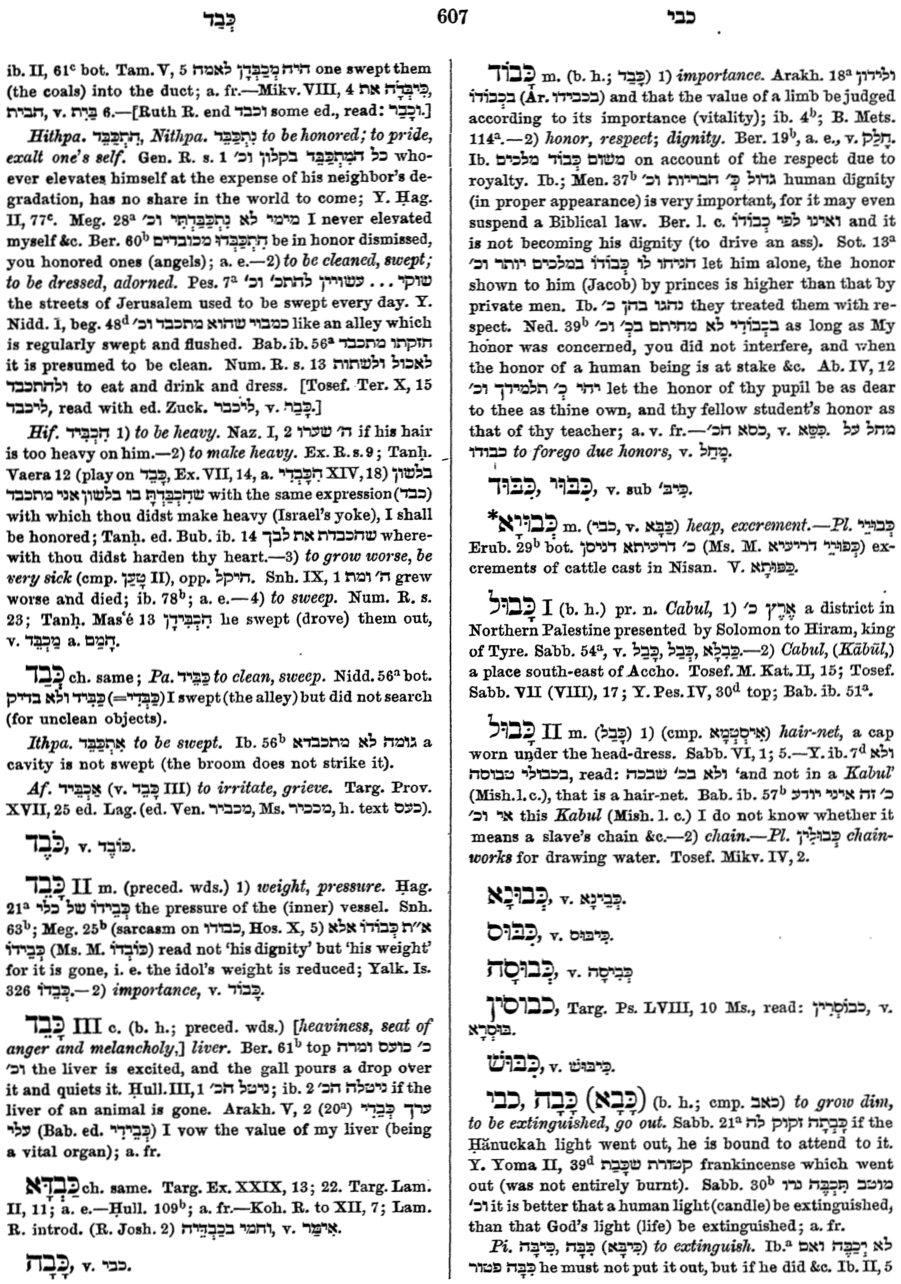 כְּבַד 607 כבי
ib. II, 61ᶜ bot. Tam. V, 5 היה מְכַבְּדָן לאמה one swept them
(the coals) into the duct; a. fr.—Mikv. VIII, 4 כִּיבְּדָה את
הבית, v. בַּיִת 6.—[Ruth R. end וכבד some ed., read: וְכָבֵר.]
Hithpa. הִתְכַּבֵּד, Nithpa. נִתְכַּבֵּד to be honored; to pride,
exalt one's self. Gen. R. s. 1 כל המִתְכַּבֵּד בקלון וכ׳ who-
ever elevates himself at the expense of his neighbor's de-
gradation, has no share in the world to come; Y. Ḥag.
II, 77ᶜ. Meg. 28ᵃ מימי לא נִתְכַּבַּדְתִּי וכ׳ I never elevated
myself &c. Ber. 60ᵇ הִתְכַּבְּדוּ מכובדים be in honor dismissed,
you honored ones (angels); a. e.—2) to be cleaned, swept;
to be dressed, adorned. Pes. 7ᵃ שוקי ... עשויין להתכ׳ וכ׳
the streets of Jerusalem used to be swept every day. Y.
Nidd. I, beg. 48ᵈ כמבוי שהוא מתכבד וכ׳ like an alley which
is regularly swept and flushed. Bab. ib. 56ᵃ חזקתו מתכבד
it is presumed to be clean. Num. R. s. 13 לאכול ולשתות
ולהתכבד to eat and drink and dress. [Tosef. Ter. X, 15
ליכבד, read with ed. Zuck. לִיכָּבֵר, v. כָּבַר.]
Hif. הִכְבִּיד 1) to be heavy. Naz. I, 2 ה׳ שערו if his hair
is too heavy on him.—2) to make heavy. Ex. R. s. 9; Tanḥ.
Vaera 12 (play on כָּבֵד, Ex. VII, 14, a. הִכָּבְדִי XIV, 18) בלשון
שהִכְבַּדְתָּ בו בלשון אני מתכבד (כבד) with the same expression
with which thou didst make heavy (Israel's yoke), I shall
be honored; Tanḥ. ed. Bub. ib. 14 שהכבדת את לבך where-
with thou didst harden thy heart.—3) to grow worse, be
very sick (cmp. טָעַן II), opp. היקל. Snh. IX, 1 ה׳ ומת grew
worse and died; ib. 78ᵇ; a. e.—4) to sweep. Num. R. s.
23; Tanḥ. Mas‘é 13 הִכְבִּידָן he swept (drove) them out,
v. מַכְבֵּד a. חָמַם.
כְּבַד ch. same; Pa. כַּבֵּיד to clean, sweep. Nidd. 56ᵃ bot.
כַּבֵּיד ולא בדיק (=כַּבֵּדִי) I swept (the alley) but did not search
(for unclean objects).
Ithpa. אִתְכַּבֵּד to be swept. Ib. 56ᵇ גומה לא מתכבדא a
cavity is not swept (the broom does not strike it).
Af. אַכְבֵּיד (v. כָּבֵד III) to irritate, grieve. Targ. Prov.
XVII, 25 ed. Lag. (ed. Ven. מכביר, Ms. מככיר, h. text כעס).
כֹּבֶד, v. כּוֹבֶד.
כָּבֵד II m. (preced. wds.) 1) weight, pressure. Ḥag.
21ᵃ כְּבֵידוֹ של כלי the pressure of the (inner) vessel. Snh.
63ᵇ; Meg. 25ᵇ (sarcasm on כבודו, Hos. X, 5) א״ת כְּבוֹדוֹ אלא
כְּבֵידוֹ (Ms. M. כּוֹבְדוֹ) read not 'his dignity' but 'his weight'
for it is gone, i. e. the idol's weight is reduced; Yalk. Is.
326 כְּבֵדוֹ.—2) importance, v. כָּבוֹד.
כָּבֵד III c. (b. h.; preced. wds.) [heaviness, seat of
anger and melancholy,] liver. Ber. 61ᵇ top כ׳ כועס ומרה
וכ׳ the liver is excited, and the gall pours a drop over
it and quiets it. Ḥull. III, 1 ניטל הכ׳; ib. 2 ניטלה הכ׳ if the
liver of an animal is gone. Arakh. V, 2 (20ᵃ) ערך כְּבֵדִי
עלי (Bab. ed. כְּבֵידִי) I vow the value of my liver (being
a vital organ); a. fr.
כַּבְדָּא ch. same. Targ. Ex. XXIX, 13; 22. Targ. Lam.
II, 11; a. e.—Ḥull. 109ᵇ; a. fr.—Koh. R. to XII, 7; Lam.
R. introd. (R. Josh. 2) וחמי בכַבְדֵּיהּ, v. אִימַּר.
כָּבָה, v. כבי.
כָּבוֹד m. (b. h.; כָּבֵד) 1) importance. Arakh. 18ᵃ ולידון
בכְבוֹדוֹ (Ar. בכבידו) and that the value of a limb be judged
according to its importance (vitality); ib. 4ᵇ; B. Mets.
114ᵃ.—2) honor, respect; dignity. Ber. 19ᵇ, a. e., v. חָלַק.
Ib. משום כְּבוֹד מלכים on account of the respect due to
royalty. Ib.; Men. 37ᵇ גדול כְּ׳ הבריות וכ׳ human dignity
(in proper appearance) is very important, for it may even
suspend a Biblical law. Ber. l. c. ואינו לפי כְּבוֹדוֹ and it
is not becoming his dignity (to drive an ass). Sot. 13ᵃ
הניחו לו כְּבוֹדוֹ במלכים יותר וכ׳ let him alone, the honor
shown to him (Jacob) by princes is higher than that by
private men. Ib. נהגו בהן כ׳ they treated them with re-
spect. Ned. 39ᵇ בכְבוֹדִי לא מחיתם בכְ׳ וכ׳ as long as My
honor was concerned, you did not interfere, and when
the honor of a human being is at stake &c. Ab. IV, 12
יהי כְ׳ תלמידך וכ׳ let the honor of thy pupil be as dear
to thee as thine own, and thy fellow student's honor as
that of thy teacher; a. v. fr.—כסא הכ׳, v. כִּסֵּא. מחל על
כבודו to forego due honors, v. מָחַל.
כִּבּוּי, כִּבּוּד, v. sub כִּיב׳.
*כְּבוּיָא m. (כבי, v. כַּבָּא) heap, excrement.—Pl. כְּבוּיֵי
Erub. 29ᵇ bot. כ׳ דרעיתא דניסן (Ms. M. כְּפוּיֵי דרייעיא) ex-
crements of cattle cast in Nisan. V. כַּפּוּתָא.
כָּבוּל I (b. h.) pr. n. Cabul, 1) אֶרֶץ כ׳ a district in
Northern Palestine presented by Solomon to Hiram, king
of Tyre. Sabb. 54ᵃ, v. כַּבְלָא, כֶּבֶל, כָּבַל.—2) Cabul, (Kābūl,)
a place south-east of Accho. Tosef. M. Kat. II, 15; Tosef.
Sabb. VII (VIII), 17; Y. Pes. IV, 30ᵈ top; Bab. ib. 51ᵃ.
כָּבוּל II m. (כָּבַל) 1) (cmp. אִיסְטְמָא) hair-net, a cap
worn under the head-dress. Sabb. VI, 1; 5.—Y. ib. 7ᵈ ולא
בכבולי טבוסה, read: ולא בכ׳ שבכה 'and not in a Kabul'
(Mish. l. c.), that is a hair-net. Bab. ib. 57ᵇ כ׳ זה איני יודע
אי וכ׳ this Kabul (Mish. l. c.) I do not know whether it
means a slave's chain &c.—2) chain.—Pl. כְּבוּלִין chain-
works for drawing water. Tosef. Mikv. IV, 2.
כְּבוּנָא, v. כְּבֵינָא.
כִּבּוּס, v. כִּיבּוּס.
כְּבוּסָה, v. כְּבִיסָה
כבוסין, Targ. Ps. LVIII, 10 Ms., read: כבוֹסְרִין, v.
בּוּסְרָא.
כִּבּוּשׁ, v. כִּיבּוּשׁ.
כבי, כָּבָה (כָּבָא) (b. h.; cmp. כאב) to grow dim,
to be extinguished, go out. Sabb. 21ᵃ כָּבְתָה זקוק לה if the
Ḥănuckah light went out, he is bound to attend to it.
Y. Yoma II, 39ᵈ קטורת שכָּבַת frankincense which went
out (was not entirely burnt). Sabb. 30ᵇ מוטב תִּכְבֶּה נרו
וכ׳ it is better that a human light (candle) be extinguished,
than that God's light (life) be extinguished; a. fr.
Pi. כִּבָּה, כִּיבָּה (כִּיבָּא) to extinguish. Ib.ᵃ לא יְכַבֶּה ואם
כִּבָּה פטור he must not put it out, but if he did &c. Ib. II, 5